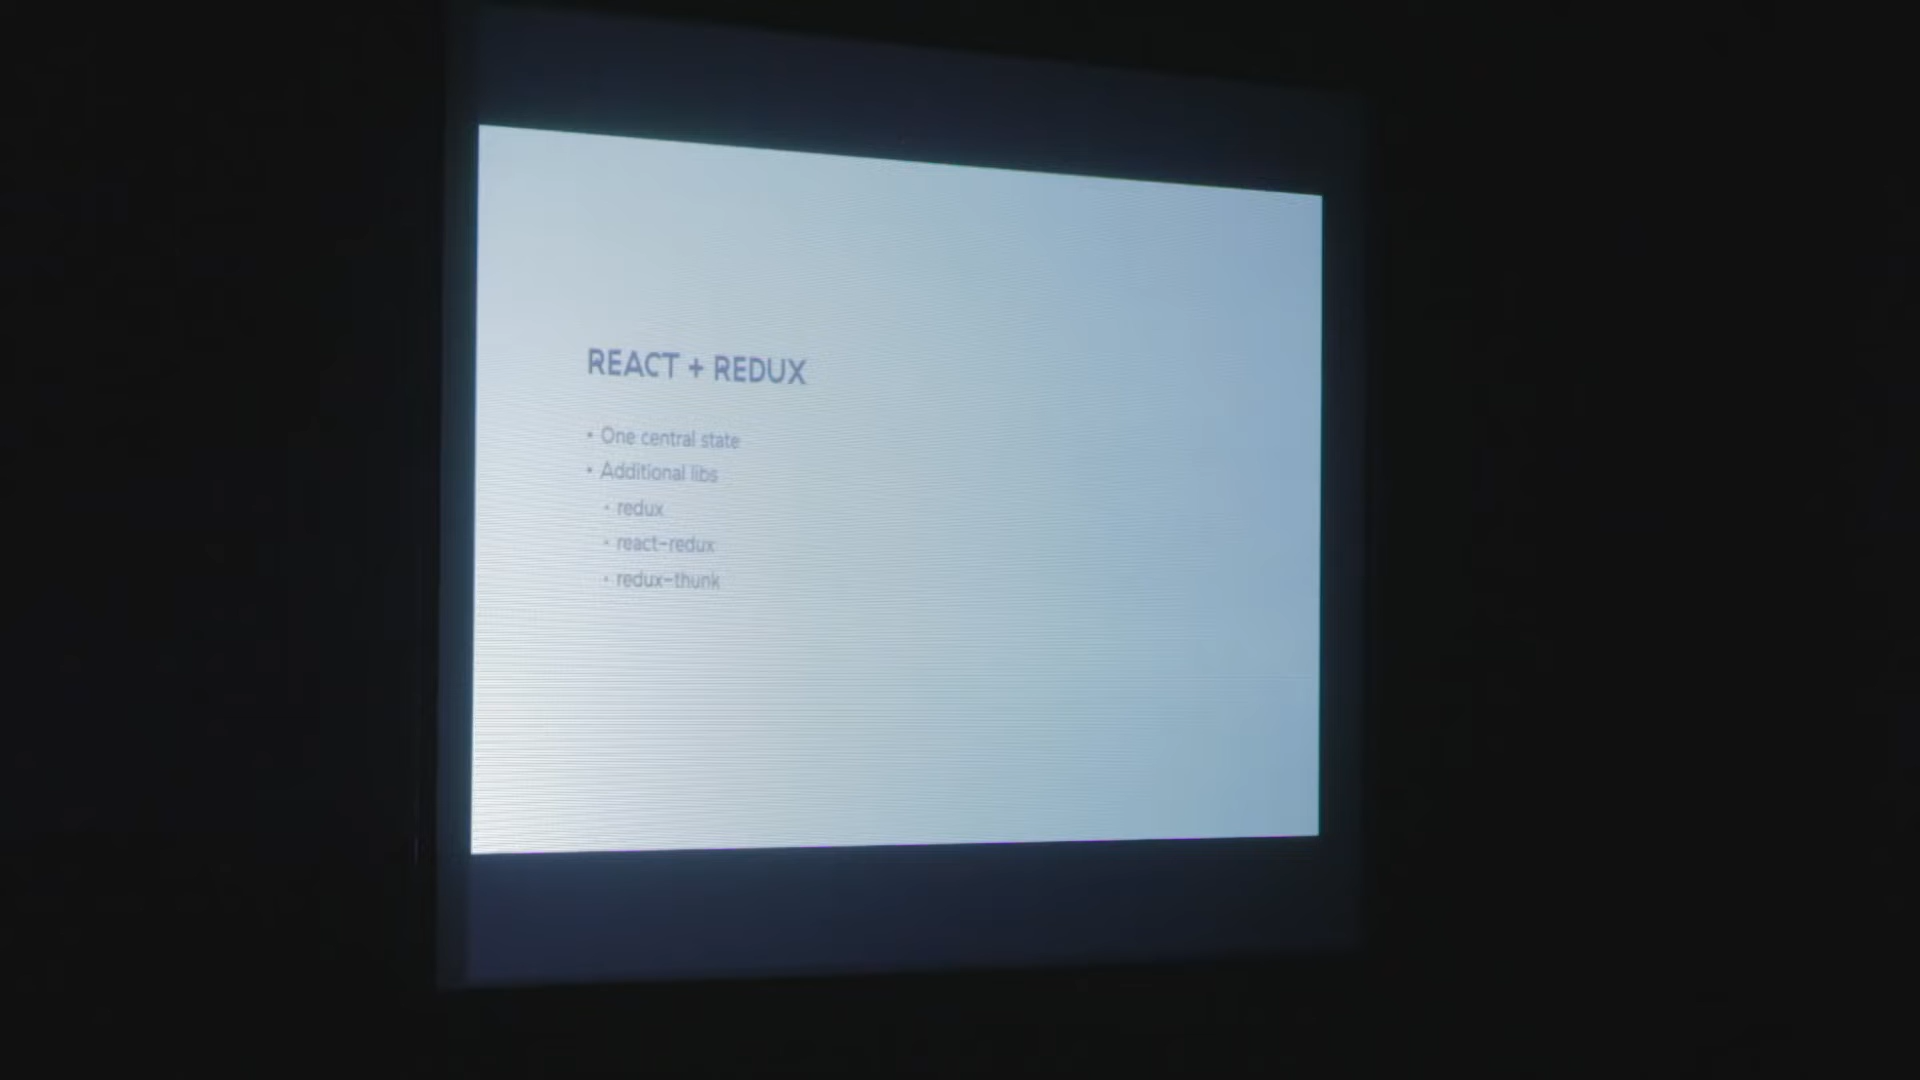 REACT + REDUX
• One central state
• Additional libs
• redux
• react-redux
• redux-thunk